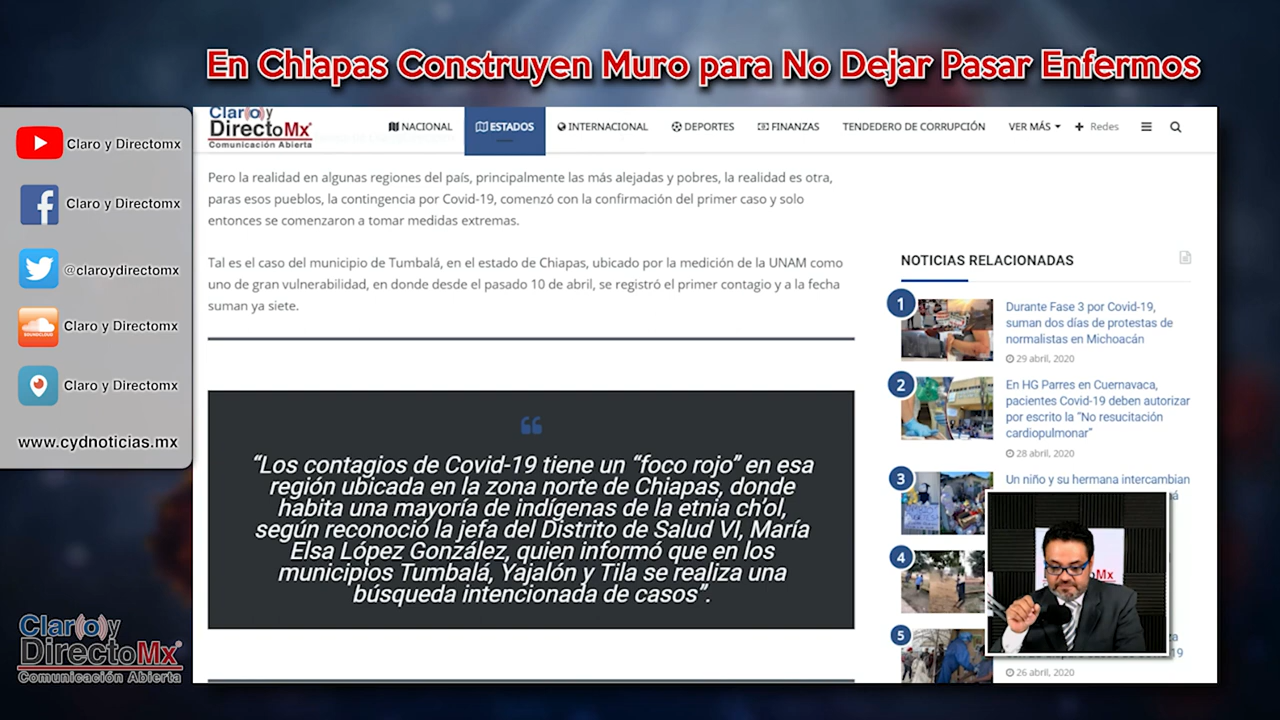 En Chiapas Construyen Muro para No Dejar Pasar Enfermos
Claro y Directomx
Claro y Directomx
@claroydirectomx
SOUNDCLOUD
Claro y Directomx
Claro y Directomx
www.cydnoticias.mx
Claro y
DirectoMx
Comunicación Abierta
Claro y
DirectoMx
Comunicación Abierta
NACIONAL
ESTADOS
INTERNACIONAL
DEPORTES
FINANZAS
TENDEDERO DE CORRUPCIÓN
VER MÁS
Redes
Pero la realidad en algunas regiones del país, principalmente las más alejadas y pobres, la realidad es otra,
paras esos pueblos, la contingencia por Covid-19, comenzó con la confirmación del primer caso y solo
entonces se comenzaron a tomar medidas extremas.
Tal es el caso del municipio de Tumbalá, en el estado de Chiapas, ubicado por la medición de la UNAM como
uno de gran vulnerabilidad, en donde desde el pasado 10 de abril, se registró el primer contagio y a la fecha
suman ya siete.
“Los contagios de Covid-19 tiene un “foco rojo” en esa
región ubicada en la zona norte de Chiapas, donde
habita una mayoría de indígenas de la etnia ch'ol,
según reconoció la jefa del Distrito de Salud VI, María
Elsa López González, quien informó que en los
municipios Tumbalá, Yajalón y Tila se realiza una
búsqueda intencionada de casos”.
NOTICIAS RELACIONADAS
1
Durante Fase 3 por Covid-19,
suman dos días de protestas de
normalistas en Michoacán
29 abril, 2020
2
En HG Parres en Cuernavaca,
pacientes Covid-19 deben autorizar
por escrito la “No resucitación
cardiopulmonar”
28 abril, 2020
3
Un niño y su hermana intercambian
4
5
26 abril, 2020